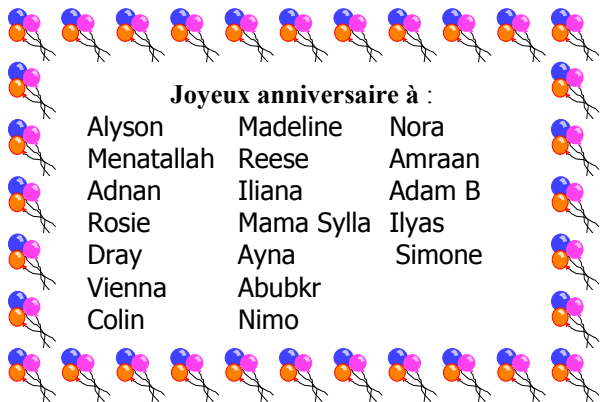 Joyeux anniversaire à :
Alyson Madeline Nora
Menatallah Reese Amraan
Adnan Iliana Adam B
Rosie Mama Sylla Ilyas
Dray Ayna Simone
Vienna Abubkr
Colin Nimo